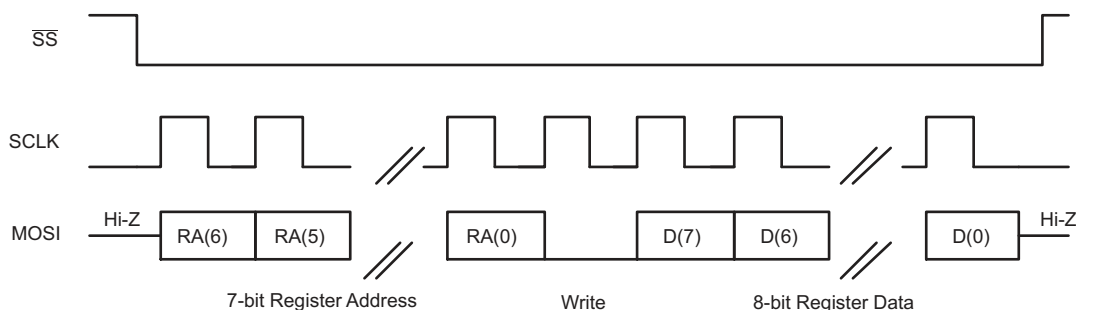 SS
SCLK
MOSI Hi-Z RA(6) RA(5) RA(0) D(7) D(6) D(0) Hi-Z
7-bit Register Address Write 8-bit Register Data